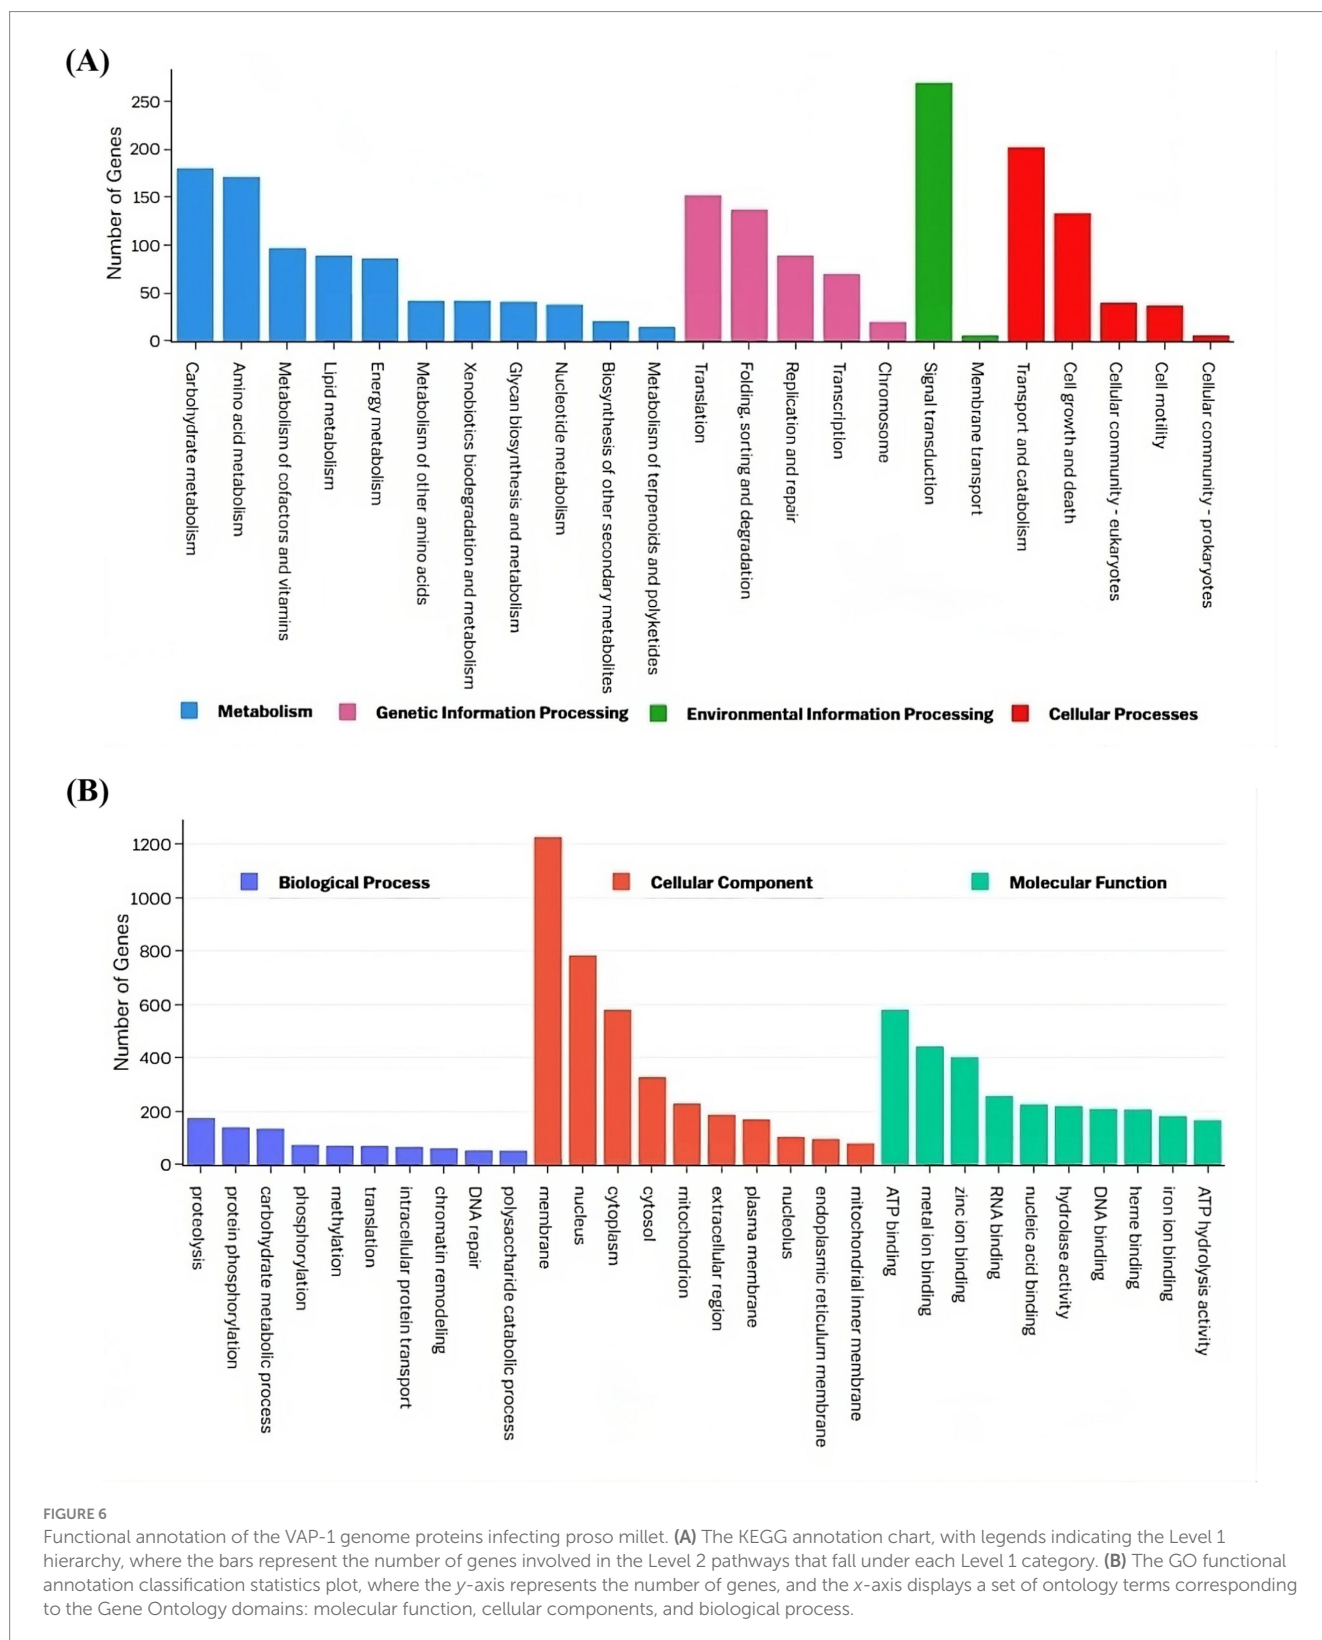 (A)
Number of Genes
250
200
150
100
50
0
Carbohydrate metabolism
Amino acid metabolism
Metabolism of cofactors and vitamins
Lipid metabolism
Energy metabolism
Metabolism of other amino acids
Xenobiotics biodegradation and metabolism
Glycan biosynthesis and metabolism
Nucleotide metabolism
Biosynthesis of other secondary metabolites
Metabolism of terpenoids and polyketides
Translation
Folding, sorting and degradation
Replication and repair
Transcription
Chromosome
Signal transduction
Membrane transport
Transport and catabolism
Cell growth and death
Cellular community - eukaryotes
Cell motility
Cellular community - prokaryotes
Metabolism
Genetic Information Processing
Environmental Information Processing
Cellular Processes
(B)
Number of Genes
1200
1000
800
600
400
200
0
Biological Process
Cellular Component
Molecular Function
proteolysis
protein phosphorylation
carbohydrate metabolic process
phosphorylation
methylation
translation
intracellular protein transport
chromatin remodeling
DNA repair
polysaccharide catabolic process
membrane
nucleus
cytoplasm
cytosol
mitochondrion
extracellular region
plasma membrane
nucleolus
endoplasmic reticulum membrane
mitochondrial inner membrane
ATP binding
metal ion binding
zinc ion binding
RNA binding
nucleic acid binding
hydrolase activity
DNA binding
heme binding
iron ion binding
ATP hydrolysis activity
FIGURE 6
Functional annotation of the VAP-1 genome proteins infecting proso millet. (A) The KEGG annotation chart, with legends indicating the Level 1
hierarchy, where the bars represent the number of genes involved in the Level 2 pathways that fall under each Level 1 category. (B) The GO functional
annotation classification statistics plot, where the y-axis represents the number of genes, and the x-axis displays a set of ontology terms corresponding
to the Gene Ontology domains: molecular function, cellular components, and biological process.